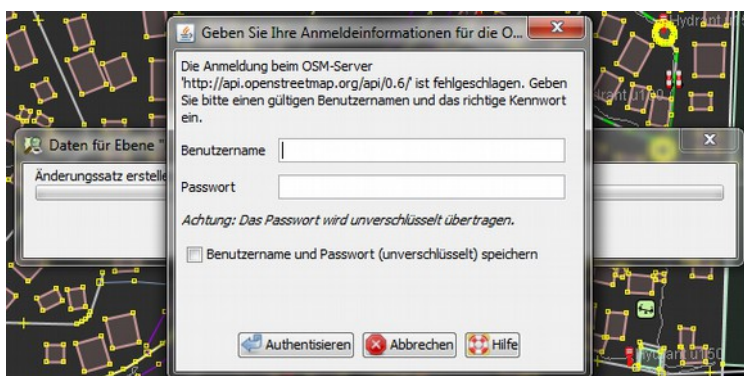 Geben Sie Ihre Anmeldeinformationen für die O...
Die Anmeldung beim OSM-Server
'http://api.openstreetmap.org/api/0.6/' ist fehlgeschlagen. Geben
Sie bitte einen gültigen Benutzernamen und das richtige Kennwort
ein.
Daten für Ebene "
Benutzername
Änderungssatz erstelle
Passwort
Achtung: Das Passwort wird unverschlüsselt übertragen.
Benutzername und Passwort (unverschlüsselt) speichern
Authentisieren
Abbrechen
Hilfe
Hydrant